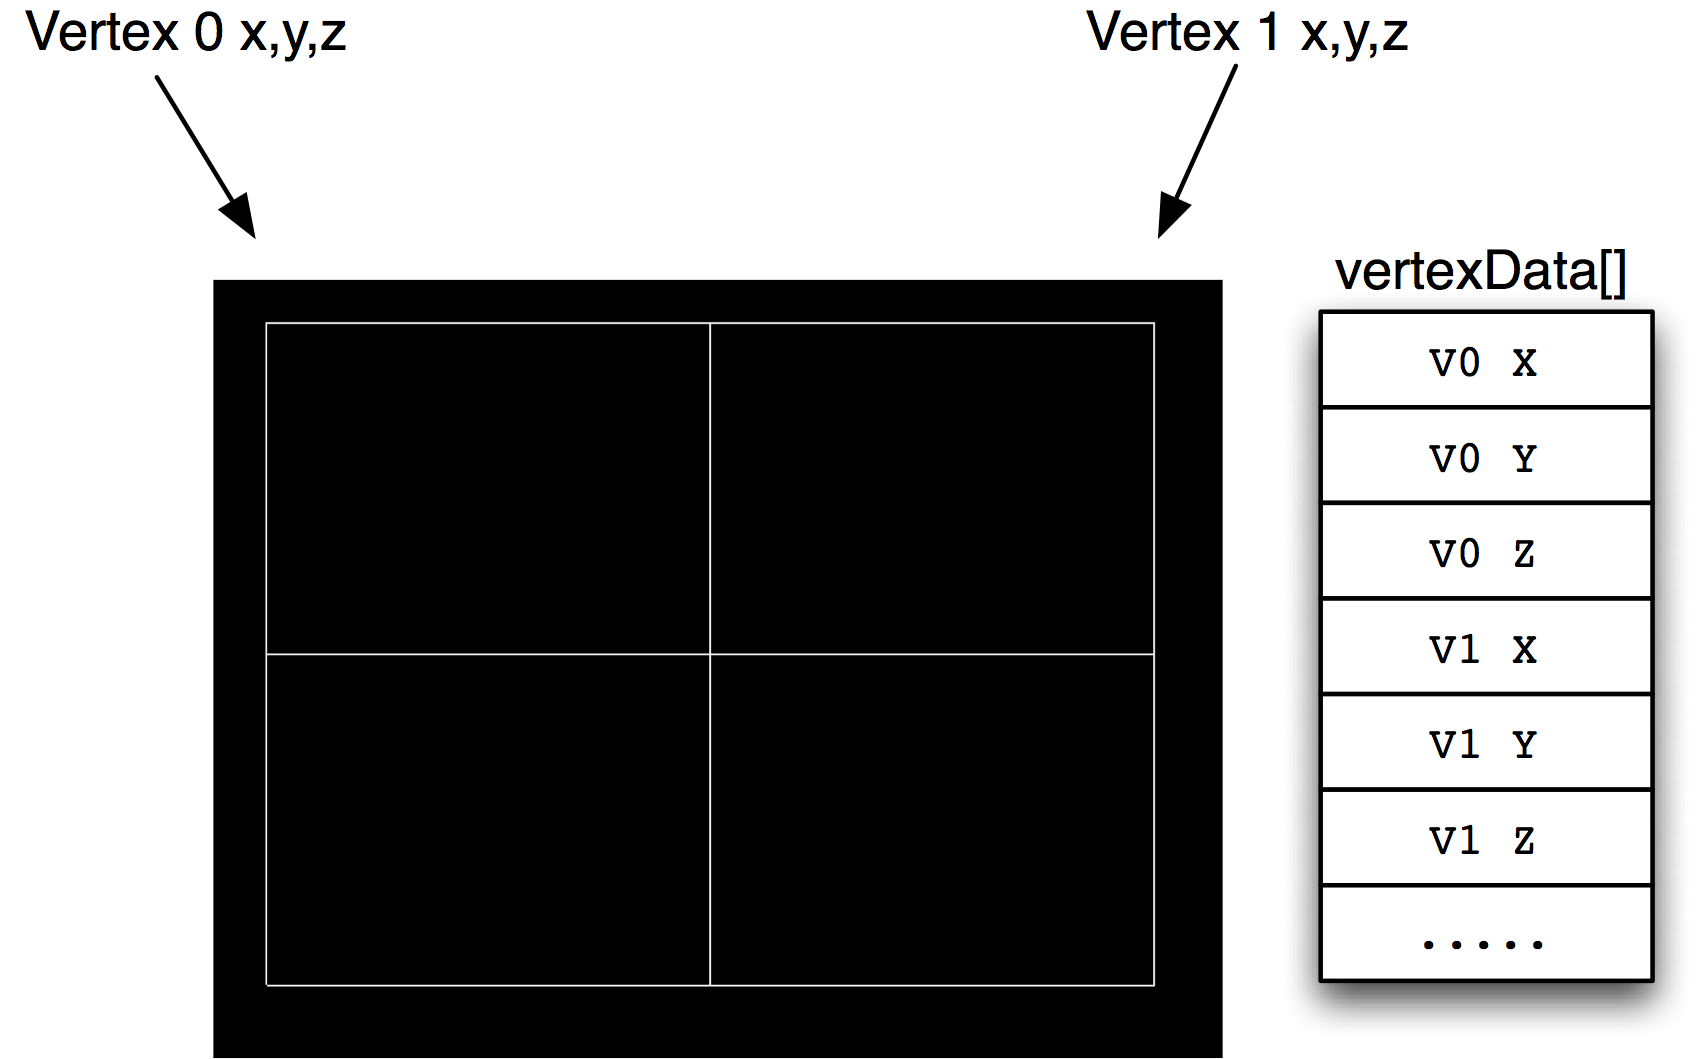 Vertex 0 x,y,z
Vertex 1 x,y,z
vertexData[]
V0 X
V0 Y
V0 Z
V1 X
V1 Y
V1 Z
.....